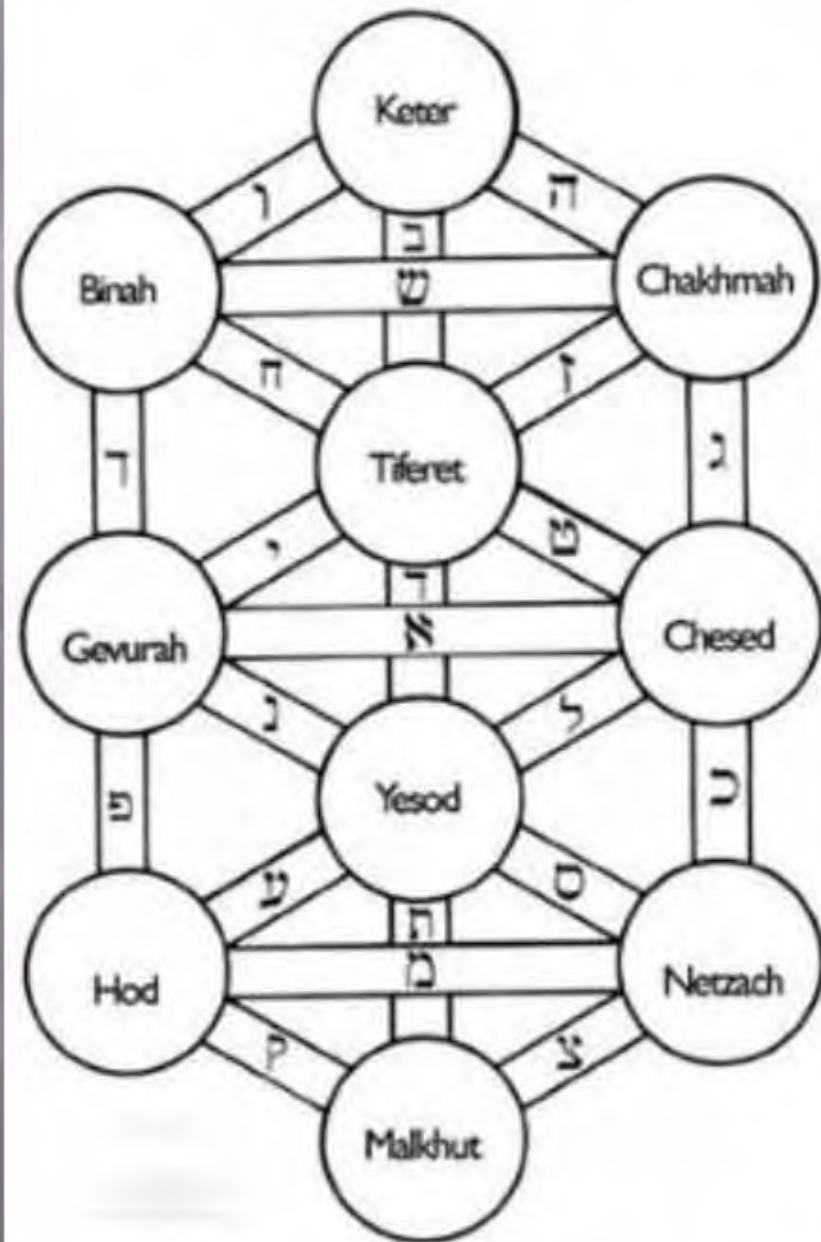 Keter
ו
ה
ב
Binah
ש
Chakhmah
ח
ז
ד
Tiferet
ג
י
ט
ר
Gevurah
א
Chesed
נ
ל
פ
Yesod
כ
ע
ס
ת
Hod
מ
Netzach
ק
צ
Malkhut